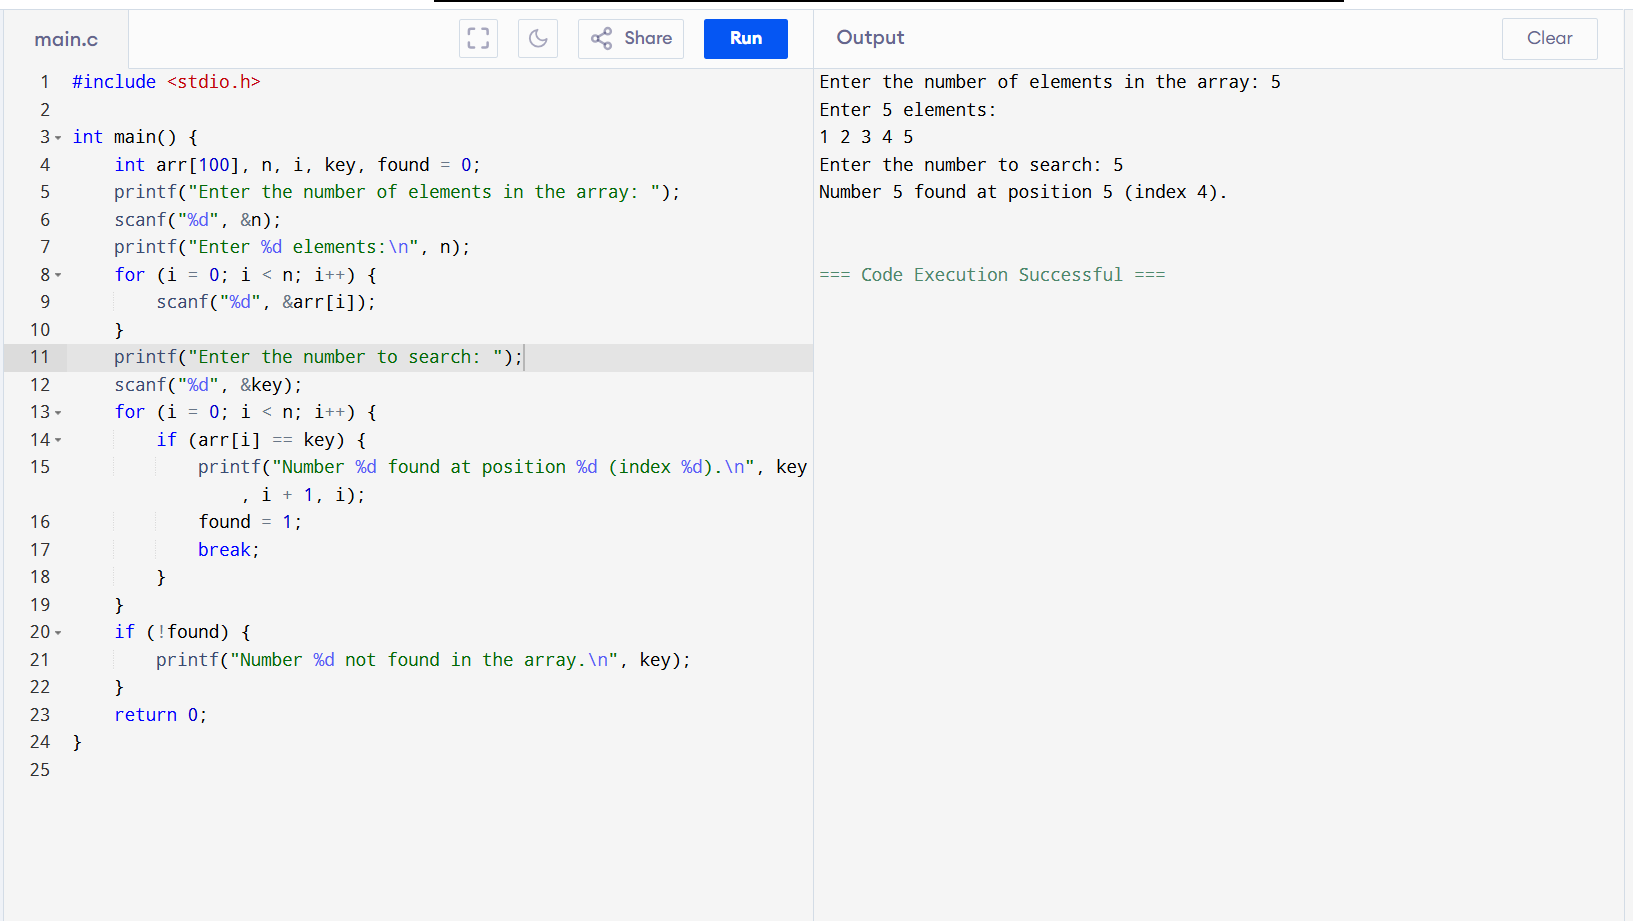 main.c
Share
Run
Output
Clear
1 #include <stdio.h>
2
3 int main() {
4     int arr[100], n, i, key, found = 0;
5     printf("Enter the number of elements in the array: ");
6     scanf("%d", &n);
7     printf("Enter %d elements:\n", n);
8     for (i = 0; i < n; i++) {
9         scanf("%d", &arr[i]);
10     }
11     printf("Enter the number to search: ");
12     scanf("%d", &key);
13     for (i = 0; i < n; i++) {
14         if (arr[i] == key) {
15             printf("Number %d found at position %d (index %d).\n", key
, i + 1, i);
16             found = 1;
17             break;
18         }
19     }
20     if (!found) {
21         printf("Number %d not found in the array.\n", key);
22     }
23     return 0;
24 }
25
Enter the number of elements in the array: 5
Enter 5 elements:
1 2 3 4 5
Enter the number to search: 5
Number 5 found at position 5 (index 4).
=== Code Execution Successful ===